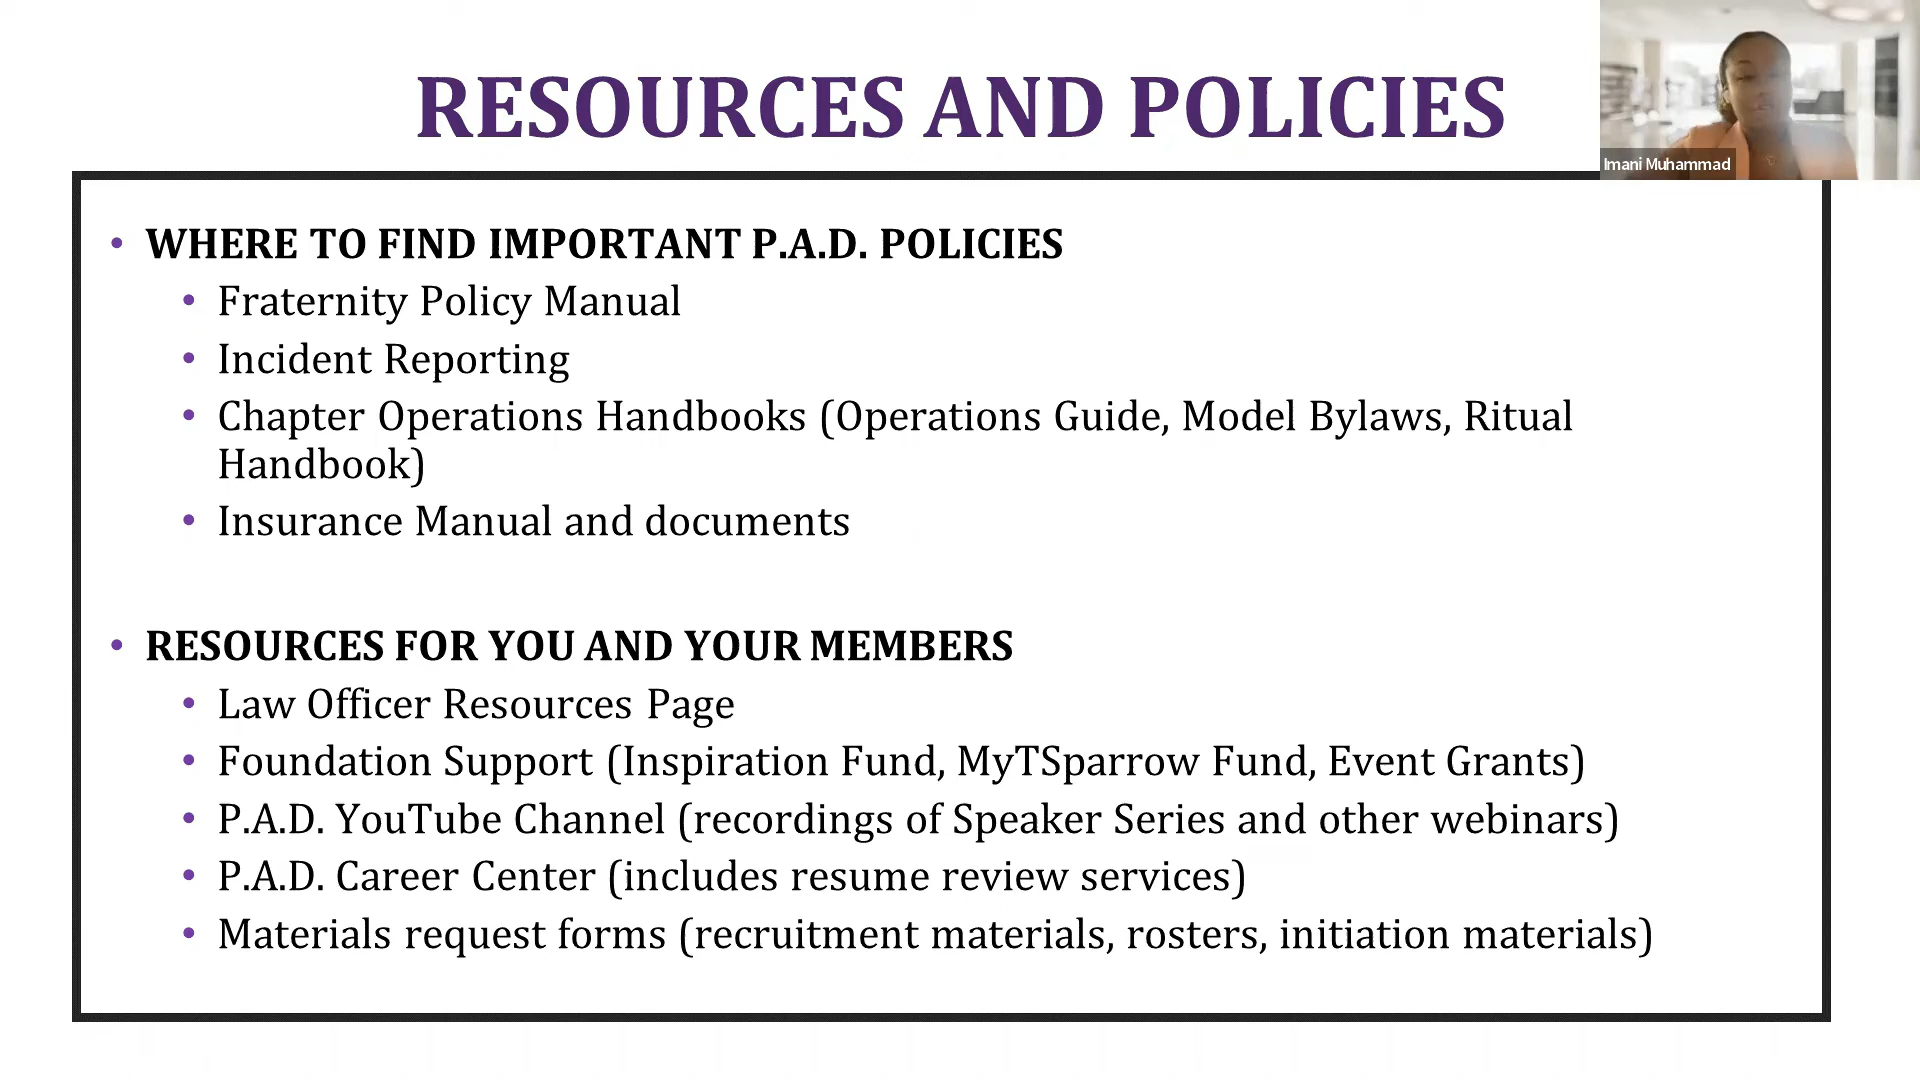 RESOURCES AND POLICIES
Imani Muhammad
• WHERE TO FIND IMPORTANT P.A.D. POLICIES
• Fraternity Policy Manual
• Incident Reporting
• Chapter Operations Handbooks (Operations Guide, Model Bylaws, Ritual
Handbook)
• Insurance Manual and documents
• RESOURCES FOR YOU AND YOUR MEMBERS
• Law Officer Resources Page
• Foundation Support (Inspiration Fund, MyTSparrow Fund, Event Grants)
• P.A.D. YouTube Channel (recordings of Speaker Series and other webinars)
• P.A.D. Career Center (includes resume review services)
• Materials request forms (recruitment materials, rosters, initiation materials)